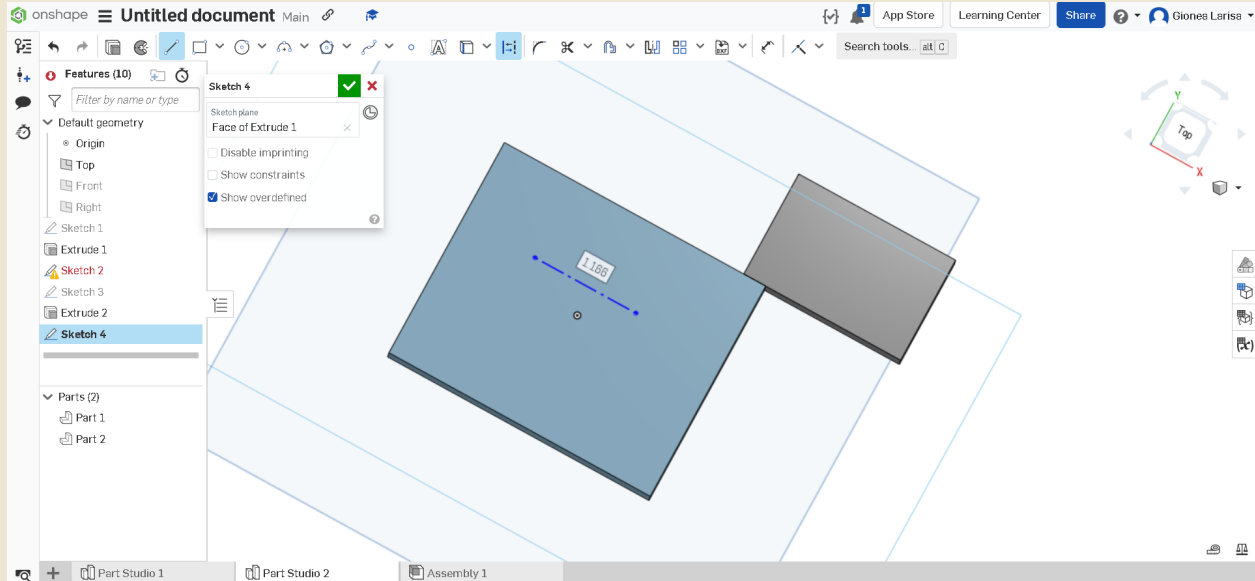 onshape Untitled document Main 1 App Store Learning Center Share Gionea Larisa
Search tools... alt C
Features (10)
Filter by name or type
Default geometry
Origin
Top
Front
Right
Sketch 1
Extrude 1
Sketch 2
Sketch 3
Extrude 2
Sketch 4
Parts (2)
Part 1
Part 2
Sketch 4
Sketch plane
Face of Extrude 1
Disable imprinting
Show constraints
Show overdefined
1.166
Y
Top
X
Part Studio 1 Part Studio 2 Assembly 1